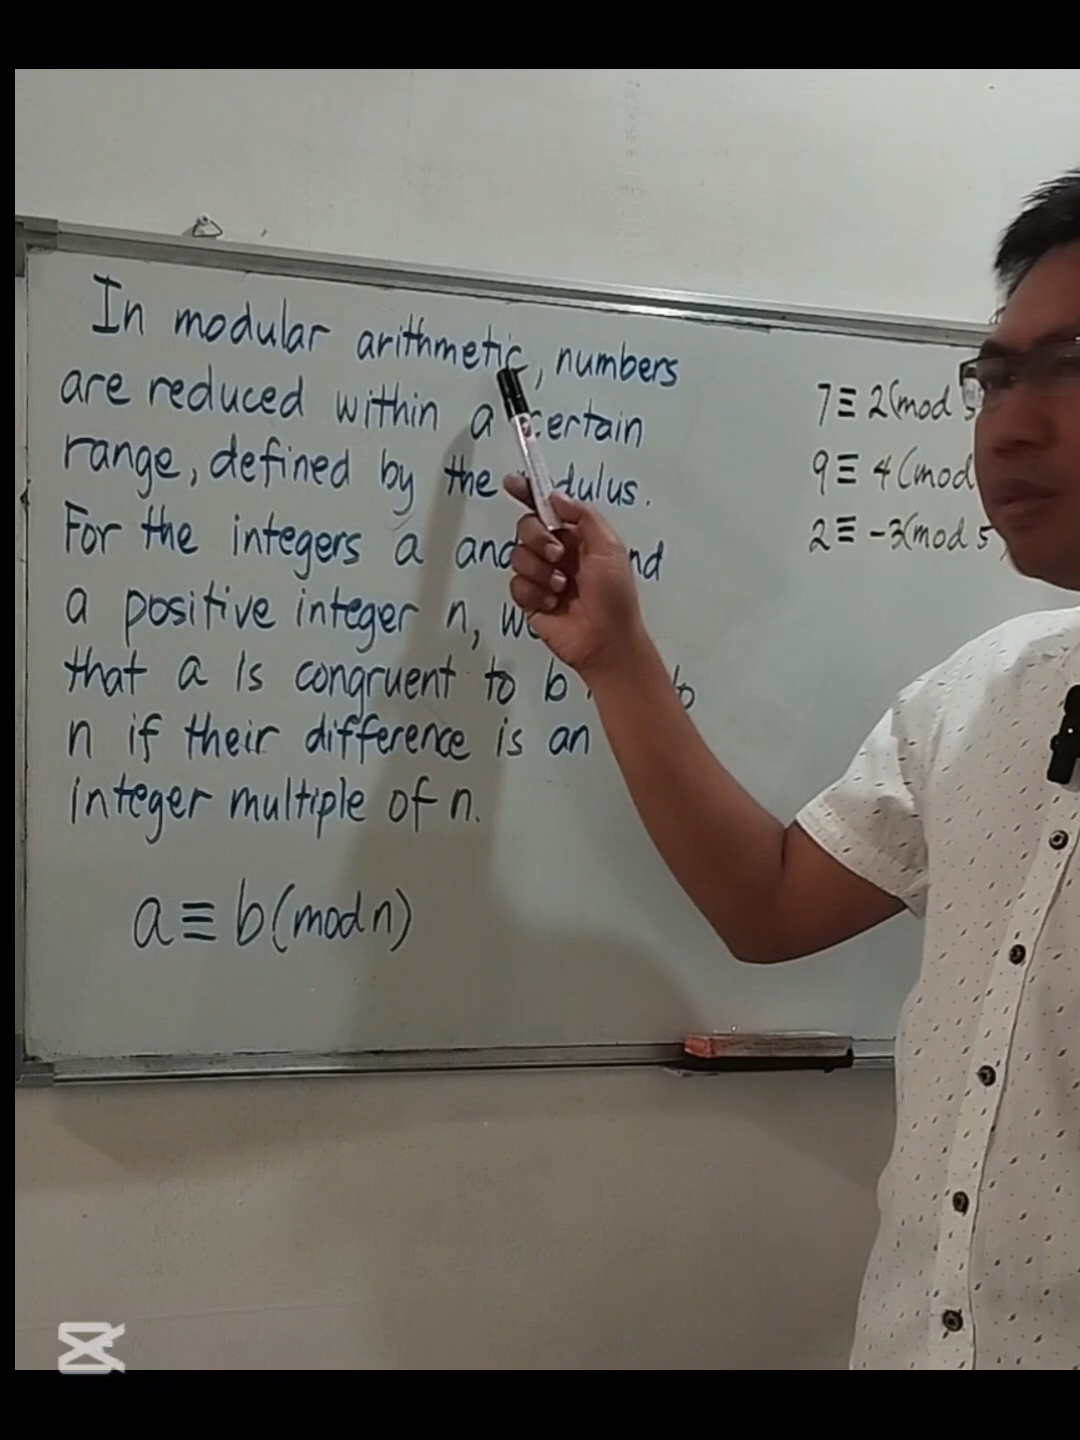 In modular arithmetic, numbers
are reduced within a certain
range, defined by the
For the integers a and
a positive integer n,
that a is congruent to b
n if their difference is an
integer multiple of n.
a ≡ b(mod n)
7 ≡ 2(mod 5
9 ≡ 4(mod
2 ≡ -3(mod 5